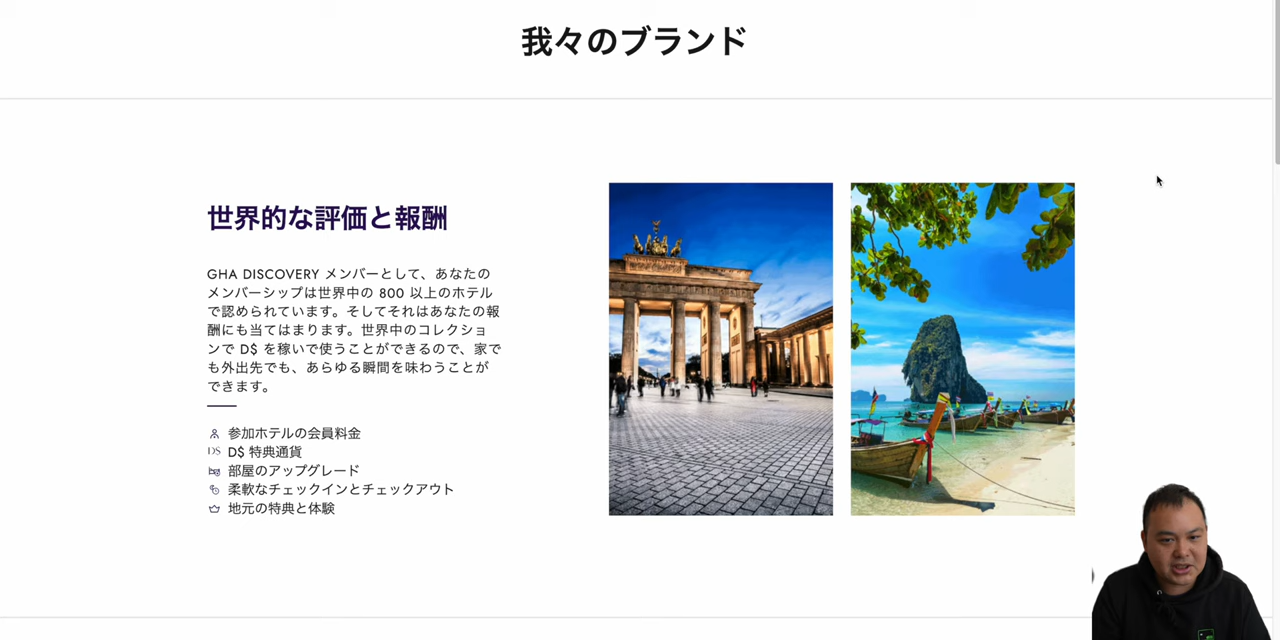 我々のブランド
世界的な評価と報酬
GHA DISCOVERY メンバーとして、あなたの
メンバーシップは世界中の 800 以上のホテル
で認められています。そしてそれはあなたの報
酬にも当てはまります。世界中のコレクショ
ンで D$ を稼いで使うことができるので、家で
も外出先でも、あらゆる瞬間を味わうことが
できます。
参加ホテルの会員料金
D$ D$ 特典通貨
部屋のアップグレード
柔軟なチェックインとチェックアウト
地元の特典と体験